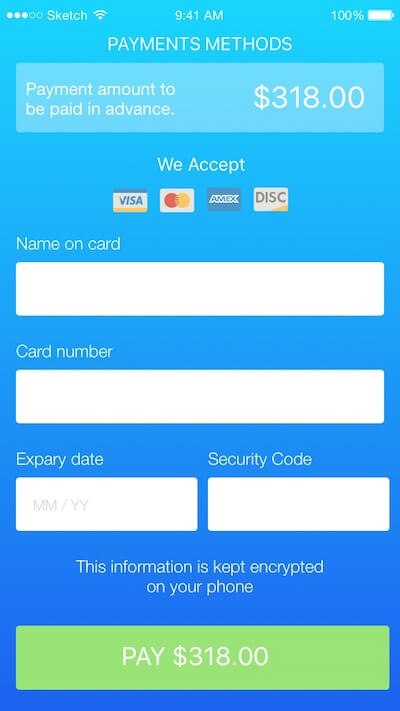 Sketch 9:41 AM 100%
PAYMENTS METHODS
Payment amount to
be paid in advance.
$318.00
We Accept
VISA AMEX DISC
Name on card
Card number
Expary date Security Code
MM / YY
This information is kept encrypted
on your phone
PAY $318.00